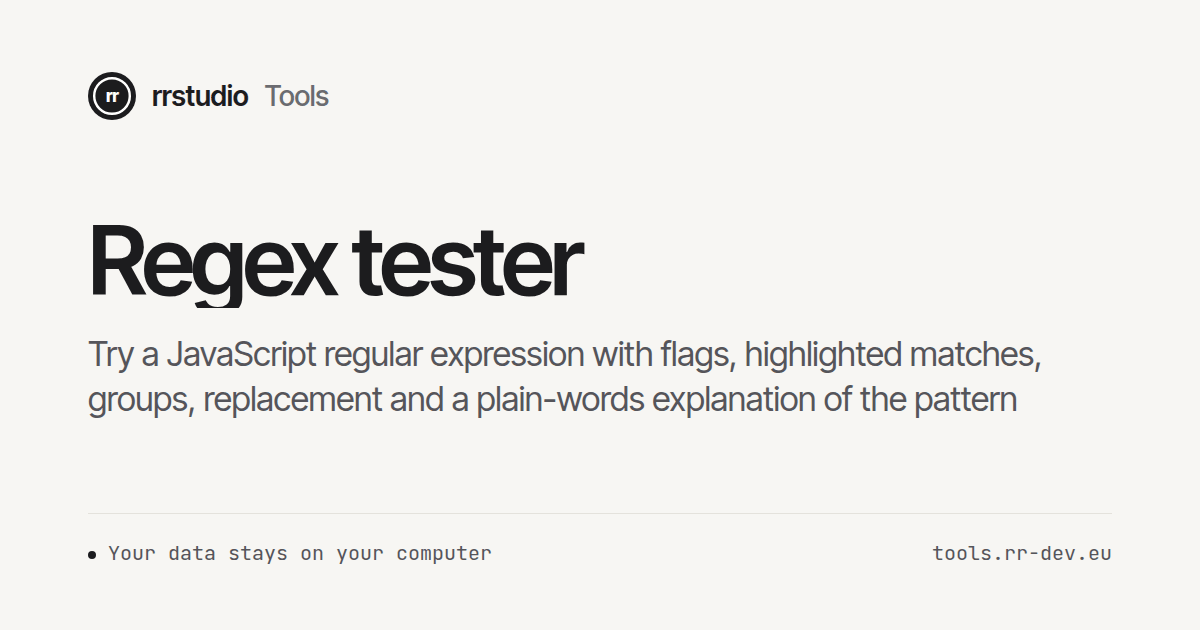 rr rrstudio Tools
Regex tester
Try a JavaScript regular expression with flags, highlighted matches,
groups, replacement and a plain-words explanation of the pattern
Your data stays on your computer
tools.rr-dev.eu